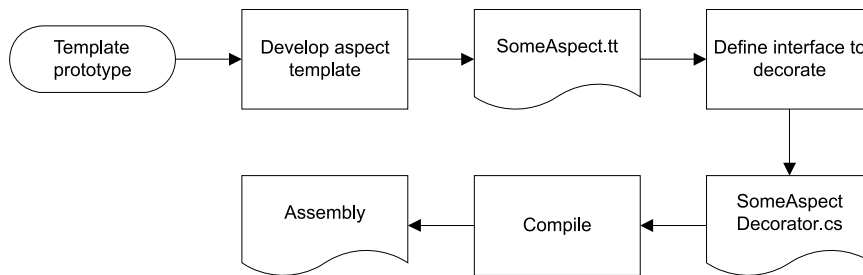 Template
prototype
Develop aspect
template
SomeAspect.tt
Define interface to
decorate
SomeAspect
Decorator.cs
Compile
Assembly